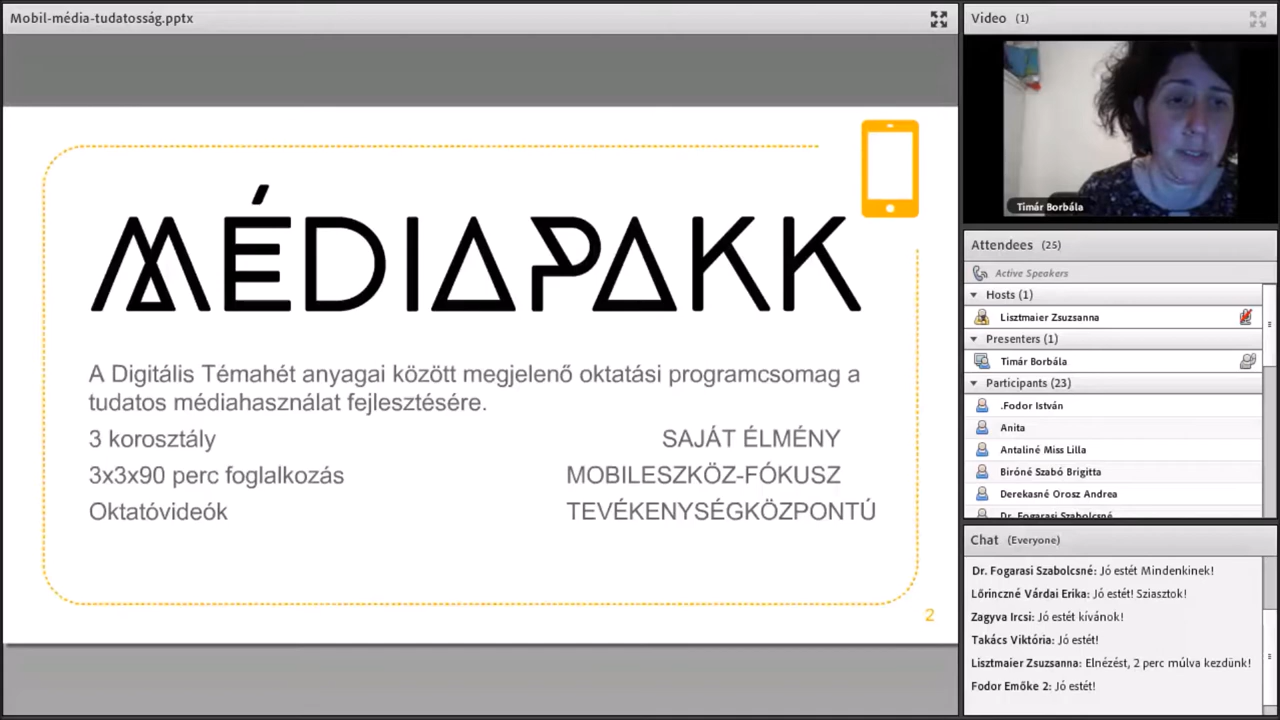 Mobil-média-tudatosság.pptx
MÉDIAPAKK
A Digitális Témahét anyagai között megjelenő oktatási programcsomag a
tudatos médiahasználat fejlesztésére.
3 korosztály
SAJÁT ÉLMÉNY
3x3x90 perc foglalkozás
MOBILESZKÖZ-FÓKUSZ
Oktatóvideók
TEVÉKENYSÉGKÖZPONTÚ
2
Video (1)
Tímár Borbála
Attendees (25)
Active Speakers
Hosts (1)
Lisztmaier Zsuzsanna
Presenters (1)
Tímár Borbála
Participants (23)
.Fodor István
Anita
Antaliné Miss Lilla
Biróné Szabó Brigitta
Derekasné Orosz Andrea
Dr. Fogarasi Szabolcsné
Chat (Everyone)
Dr. Fogarasi Szabolcsné: Jó estét Mindenkinek!
Lőrinczné Várdai Erika: Jó estét! Sziasztok!
Zagyva Ircsi: Jó estét kívánok!
Takács Viktória: Jó estét!
Lisztmaier Zsuzsanna: Elnézést, 2 perc múlva kezdünk!
Fodor Emőke 2: Jó estét!